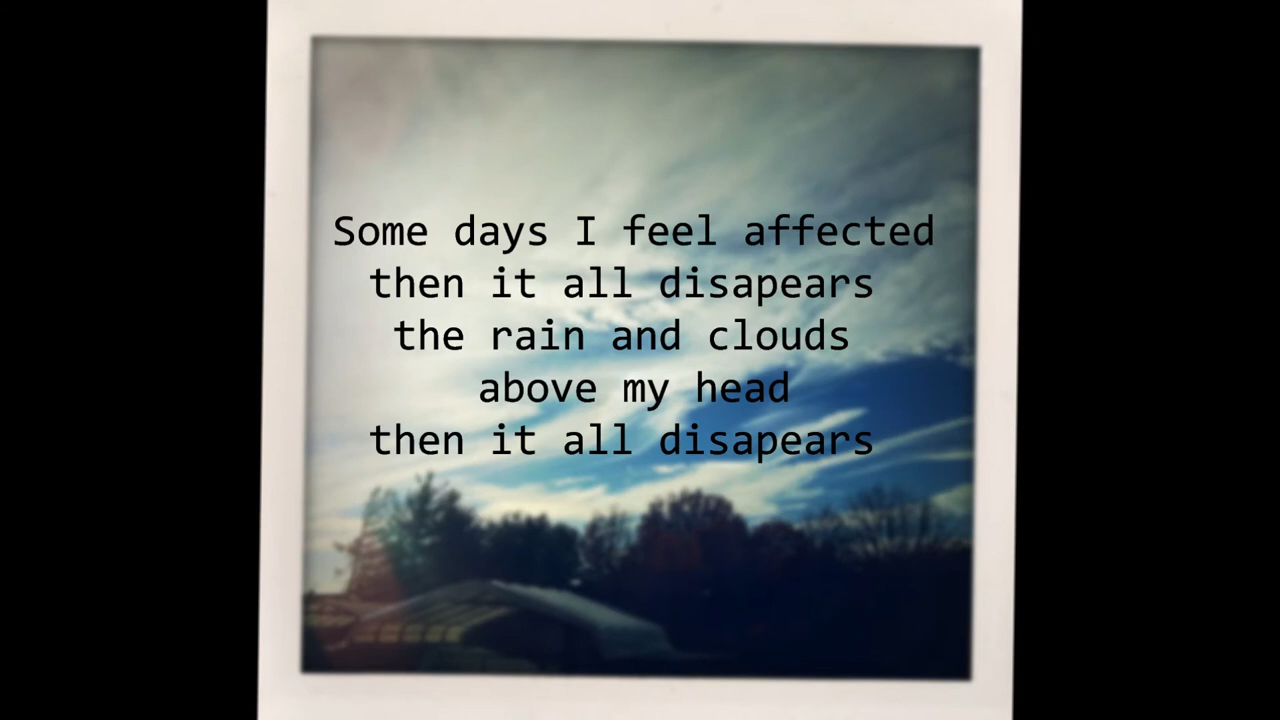 Some days I feel affected
then it all disapears
the rain and clouds
above my head
then it all disapears